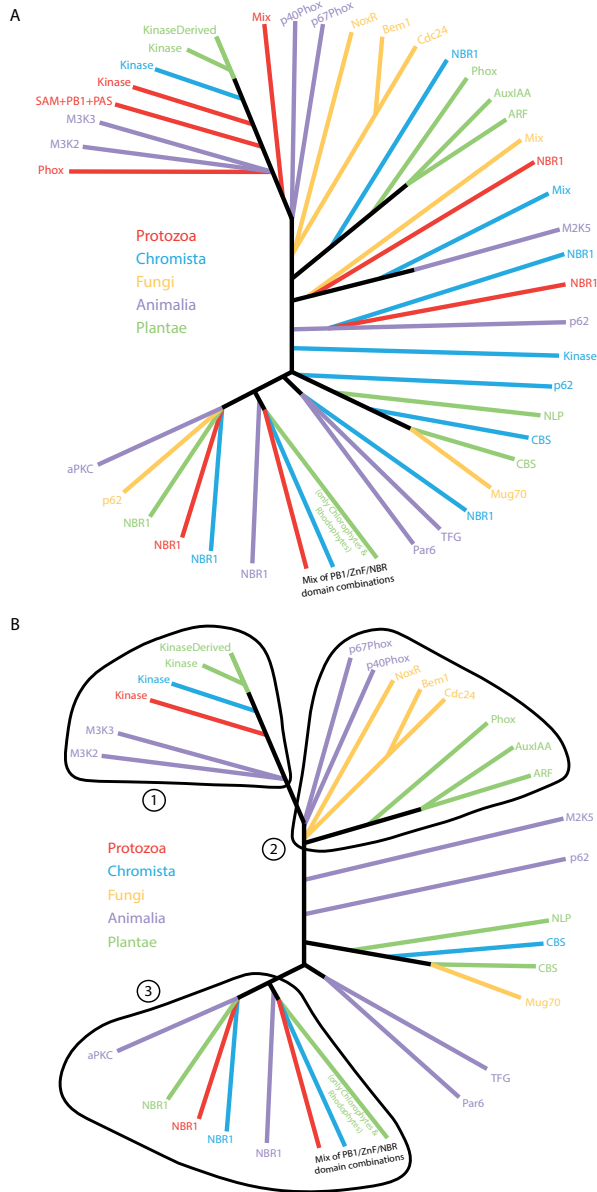 A
KinaseDerived
Kinase
Kinase
Kinase
SAM+PB1+PAS
M3K3
M3K2
Phox
Mix
p40Phox
p67Phox
NoxR
Bem1
Cdc24
NBR1
Phox
AuxIAA
ARF
Mix
NBR1
Mix
M2K5
NBR1
NBR1
p62
Kinase
p62
NLP
CBS
CBS
Mug70
NBR1
TFG
Par6
Protozoa
Chromista
Fungi
Animalia
Plantae
aPKC
p62
NBR1
NBR1
NBR1
NBR1
(only Chlorophytes &
Rhodophytes)
Mix of PB1/ZnF/NBR
domain combinations
B
KinaseDerived
Kinase
Kinase
Kinase
M3K3
M3K2
1
p67Phox
p40Phox
NoxR
Bem1
Cdc24
Phox
AuxIAA
ARF
2
M2K5
p62
NLP
CBS
CBS
Mug70
TFG
Par6
Protozoa
Chromista
Fungi
Animalia
Plantae
3
aPKC
NBR1
NBR1
NBR1
NBR1
(only Chlorophytes &
Rhodophytes)
Mix of PB1/ZnF/NBR
domain combinations